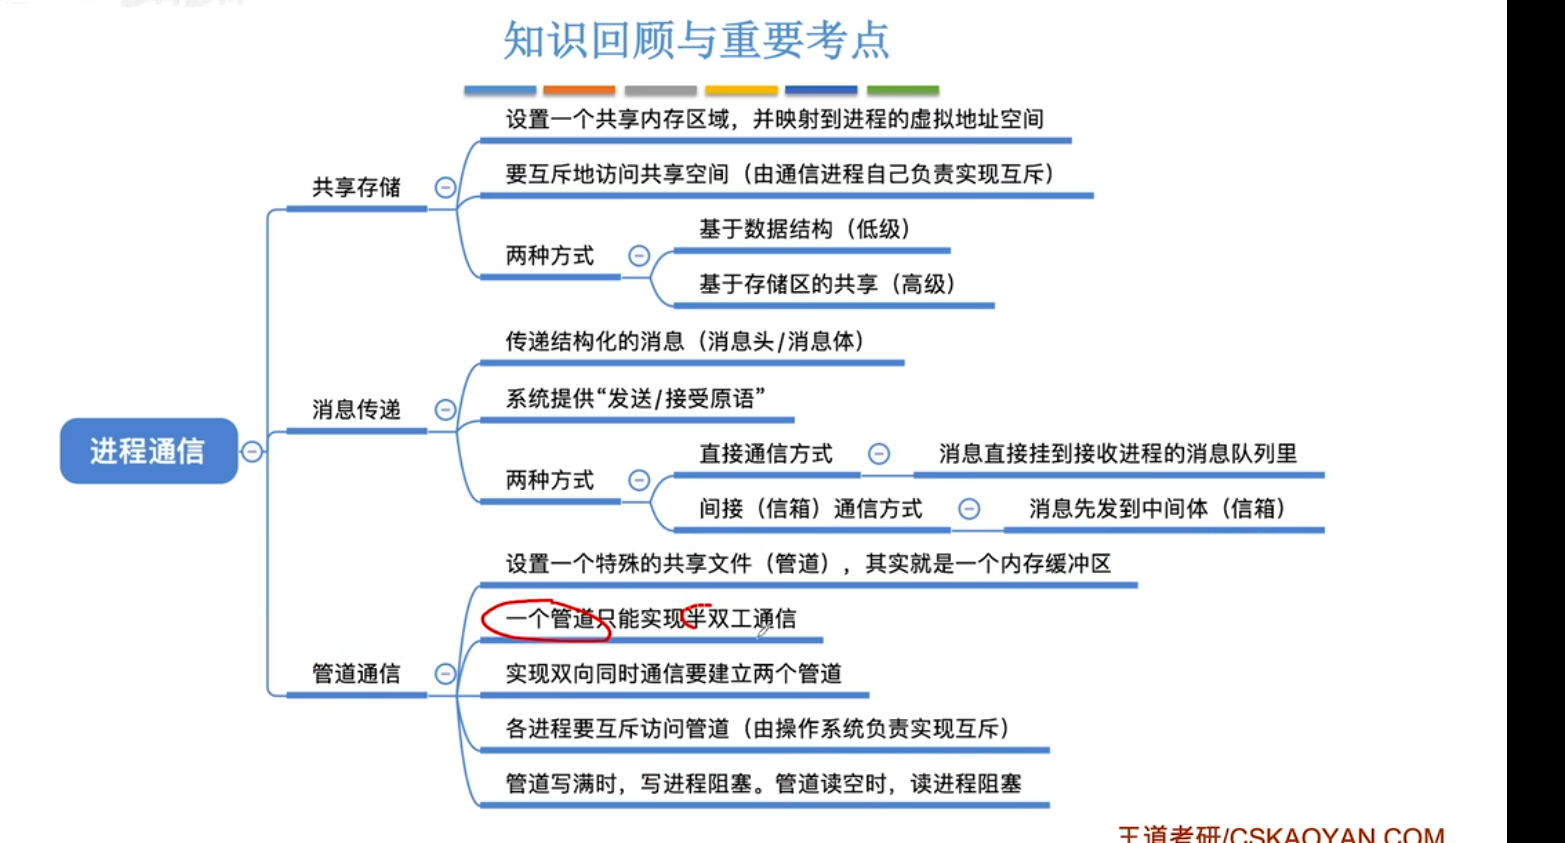 知识回顾与重要考点
设置一个共享内存区域，并映射到进程的虚拟地址空间
共享存储
要互斥地访问共享空间（由通信进程自己负责实现互斥）
两种方式
基于数据结构（低级）
基于存储区的共享（高级）
传递结构化的消息（消息头/消息体）
消息传递
系统提供“发送/接受原语”
进程通信
两种方式
直接通信方式
消息直接挂到接收进程的消息队列里
间接（信箱）通信方式
消息先发到中间体（信箱）
设置一个特殊的共享文件（管道），其实就是一个内存缓冲区
一个管道只能实现半双工通信
管道通信
实现双向同时通信要建立两个管道
各进程要互斥访问管道（由操作系统负责实现互斥）
管道写满时，写进程阻塞。管道读空时，读进程阻塞
王道考研/CSKAOYAN.COM